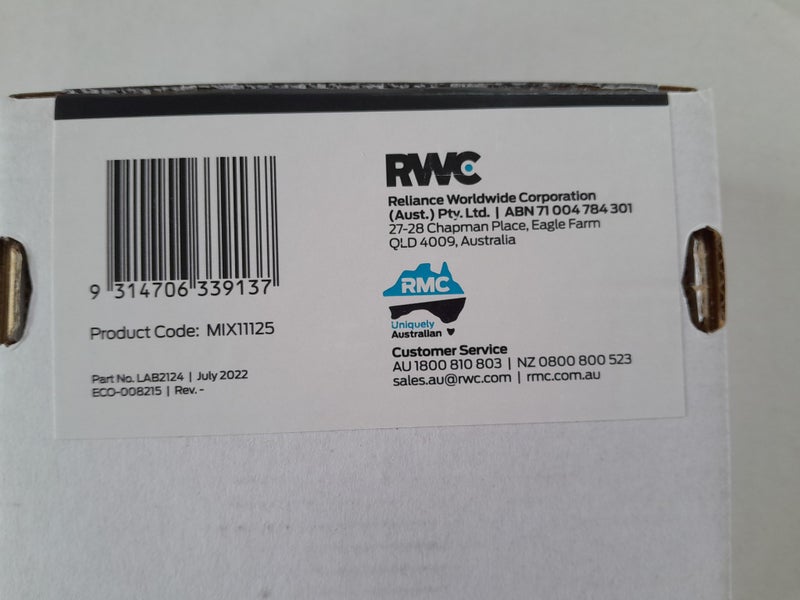 9 314706 339137
Product Code: MIX11125
Part No. LAB2124 | July 2022
ECO-008215 | Rev. -
RWC
Reliance Worldwide Corporation
(Aust.) Pty. Ltd. | ABN 71 004 784 301
27-28 Chapman Place, Eagle Farm
QLD 4009, Australia
RMC
Uniquely
Australian
Customer Service
AU 1800 810 803 | NZ 0800 800 523
sales.au@rwc.com | rmc.com.au